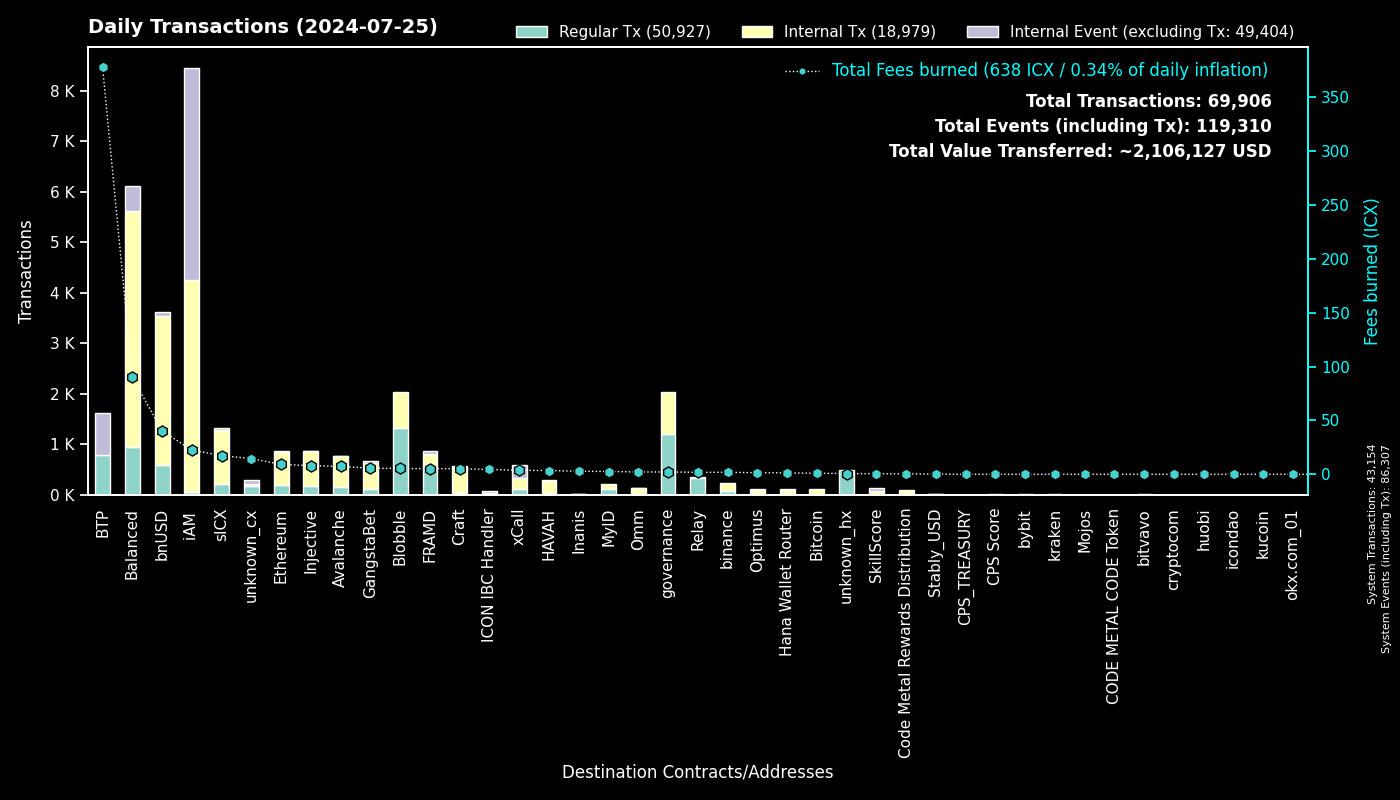 Daily Transactions (2024-07-25)
Regular Tx (50,927)
Internal Tx (18,979)
Internal Event (excluding Tx: 49,404)
Total Fees burned (638 ICX / 0.34% of daily inflation)
Total Transactions: 69,906
Total Events (including Tx): 119,310
Total Value Transferred: ~2,106,127 USD
Transactions
8 K
7 K
6 K
5 K
4 K
3 K
2 K
1 K
0 K
350
300
250
200
150
100
50
0
Fees burned (ICX)
BTP
Balanced
bnUSD
iAM
sICX
unknown_cx
Ethereum
Injective
Avalanche
GangstaBet
Blobble
FRAMD
Craft
ICON IBC Handler
xCall
HAVAH
Inanis
MyID
Omm
governance
Relay
binance
Optimus
Hana Wallet Router
Bitcoin
unknown_hx
SkillScore
Code Metal Rewards Distribution
Stably_USD
CPS_TREASURY
CPS Score
bybit
kraken
Mojos
CODE METAL CODE Token
bitvavo
cryptocom
huobi
icondao
kucoin
okx.com_01
Destination Contracts/Addresses
System Transactions: 43,154
System Events (including Tx): 86,307